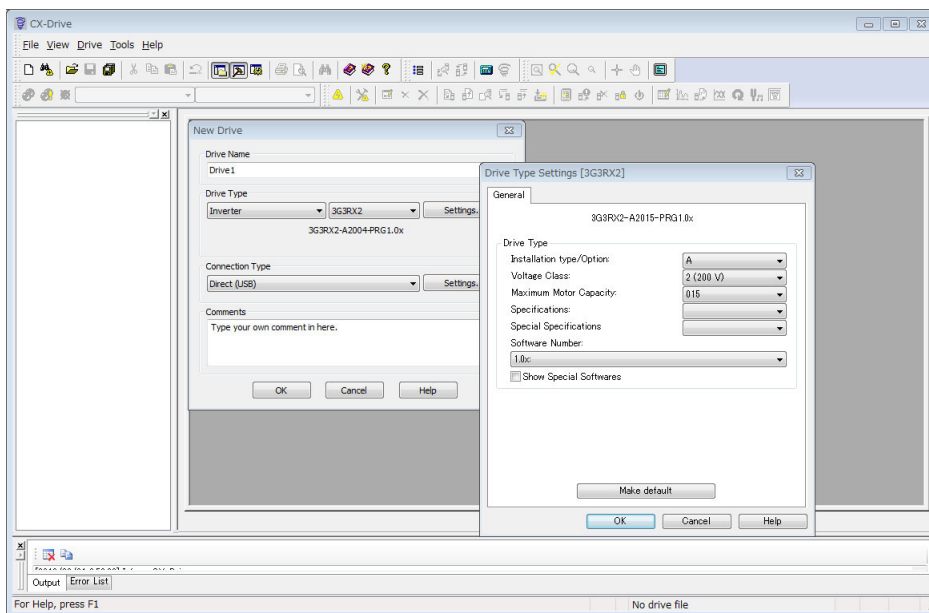 CX-Drive
File View Drive Tools Help
New Drive
Drive Name
Drive1
Drive Type
Inverter
3G3RX2
Settings.
3G3RX2-A2004-PRG1.0x
Connection Type
Direct (USB)
Settings.
Comments
Type your own comment in here.
OK
Cancel
Help
Drive Type Settings [3G3RX2]
General
3G3RX2-A2015-PRG1.0x
Drive Type
Installation type/Option:
A
Voltage Class:
2 (200 V)
Maximum Motor Capacity:
015
Specifications:
Special Specifications
Software Number:
1.0x
Show Special Softwares
Make default
OK
Cancel
Help
Output
Error List
For Help, press F1
No drive file